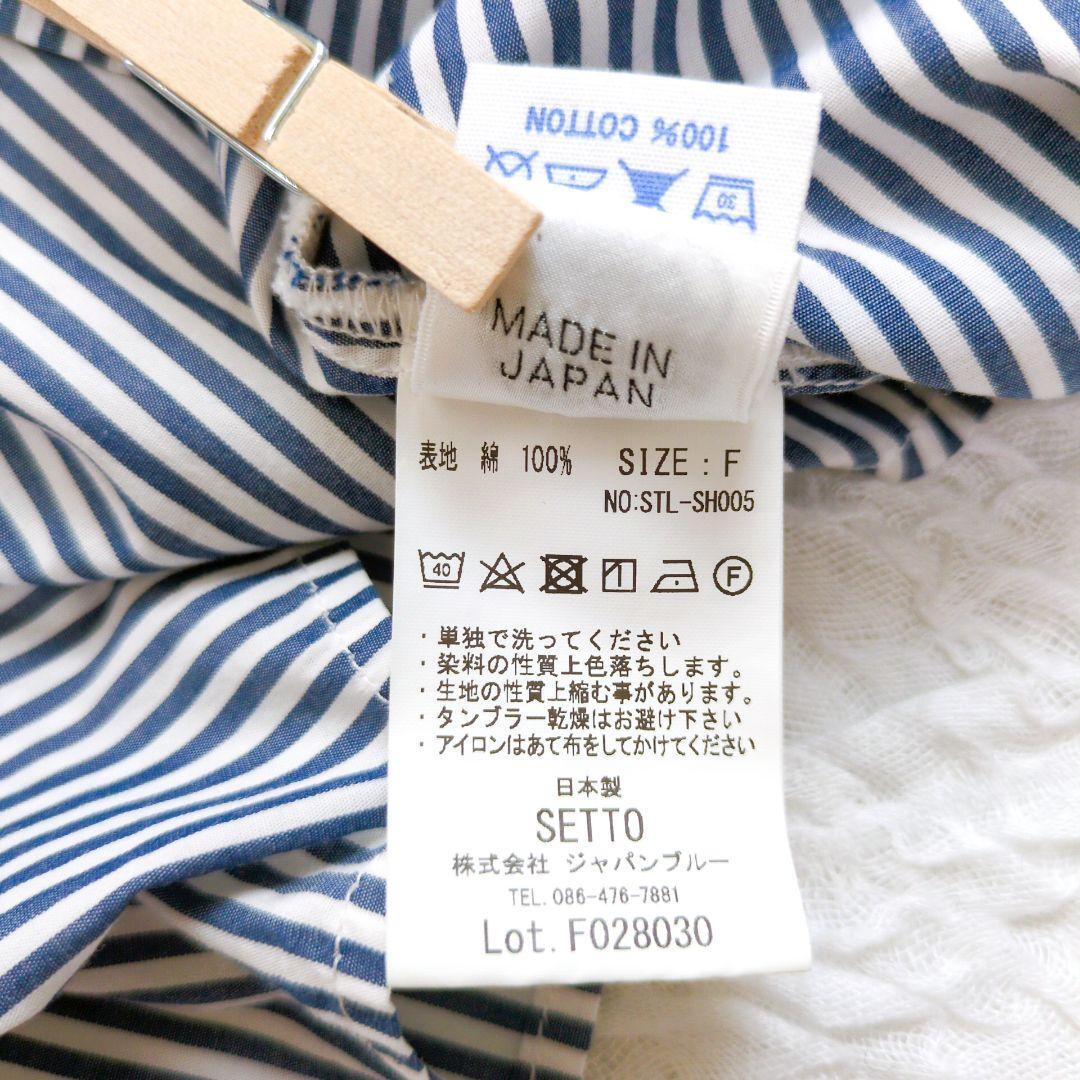 100% COTTON
30
MADE IN
JAPAN
表地 綿 100% SIZE : F
NO:STL-SH005
40 F
・単独で洗ってください
・染料の性質上色落ちします。
・生地の性質上縮む事があります。
・タンブラー乾燥はお避け下さい
・アイロンはあて布をしてかけてください
日本製
SETTO
株式会社 ジャパンブルー
TEL. 086-476-7881
Lot. F028030